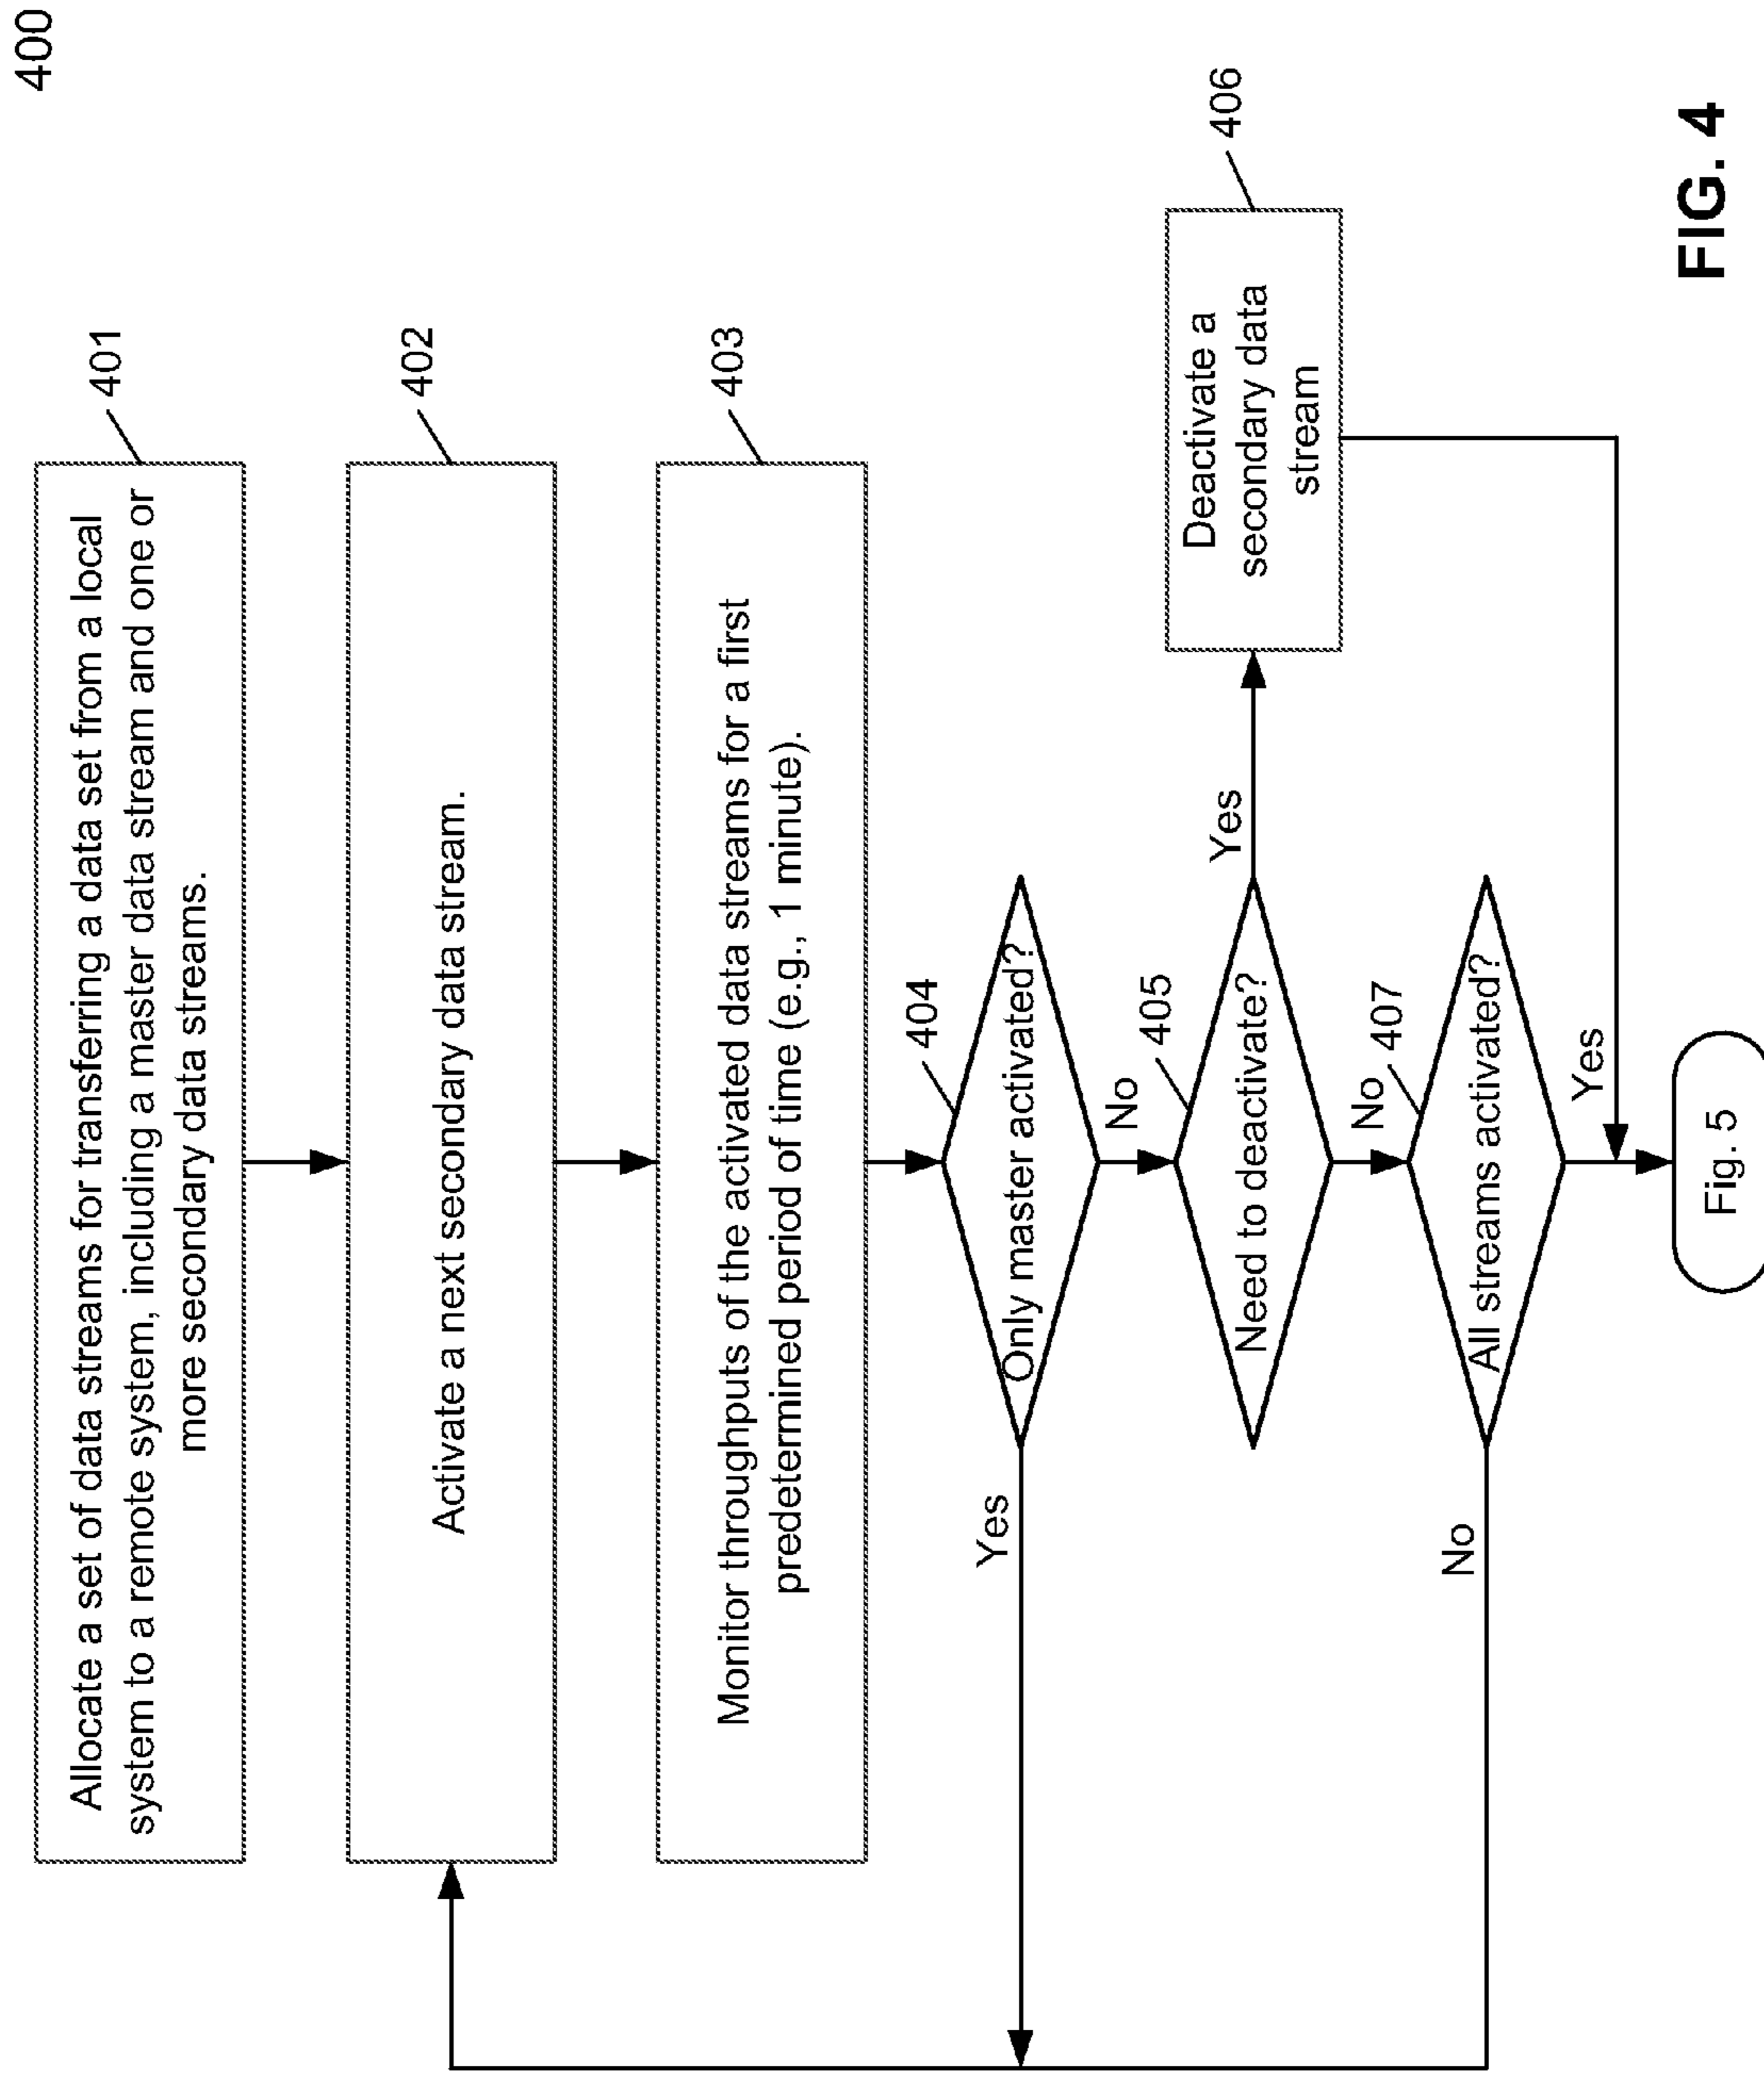 400
Allocate a set of data streams for transferring a data set from a local
system to a remote system, including a master data stream and one or
more secondary data streams.
401
Activate a next secondary data stream.
402
Monitor throughputs of the activated data streams for a first
predetermined period of time (e.g., 1 minute).
403
404
Only master activated?
Yes
No
405
Need to deactivate?
Yes
Deactivate a
secondary data
stream
406
No
407
All streams activated?
No
Yes
Fig. 5
FIG. 4